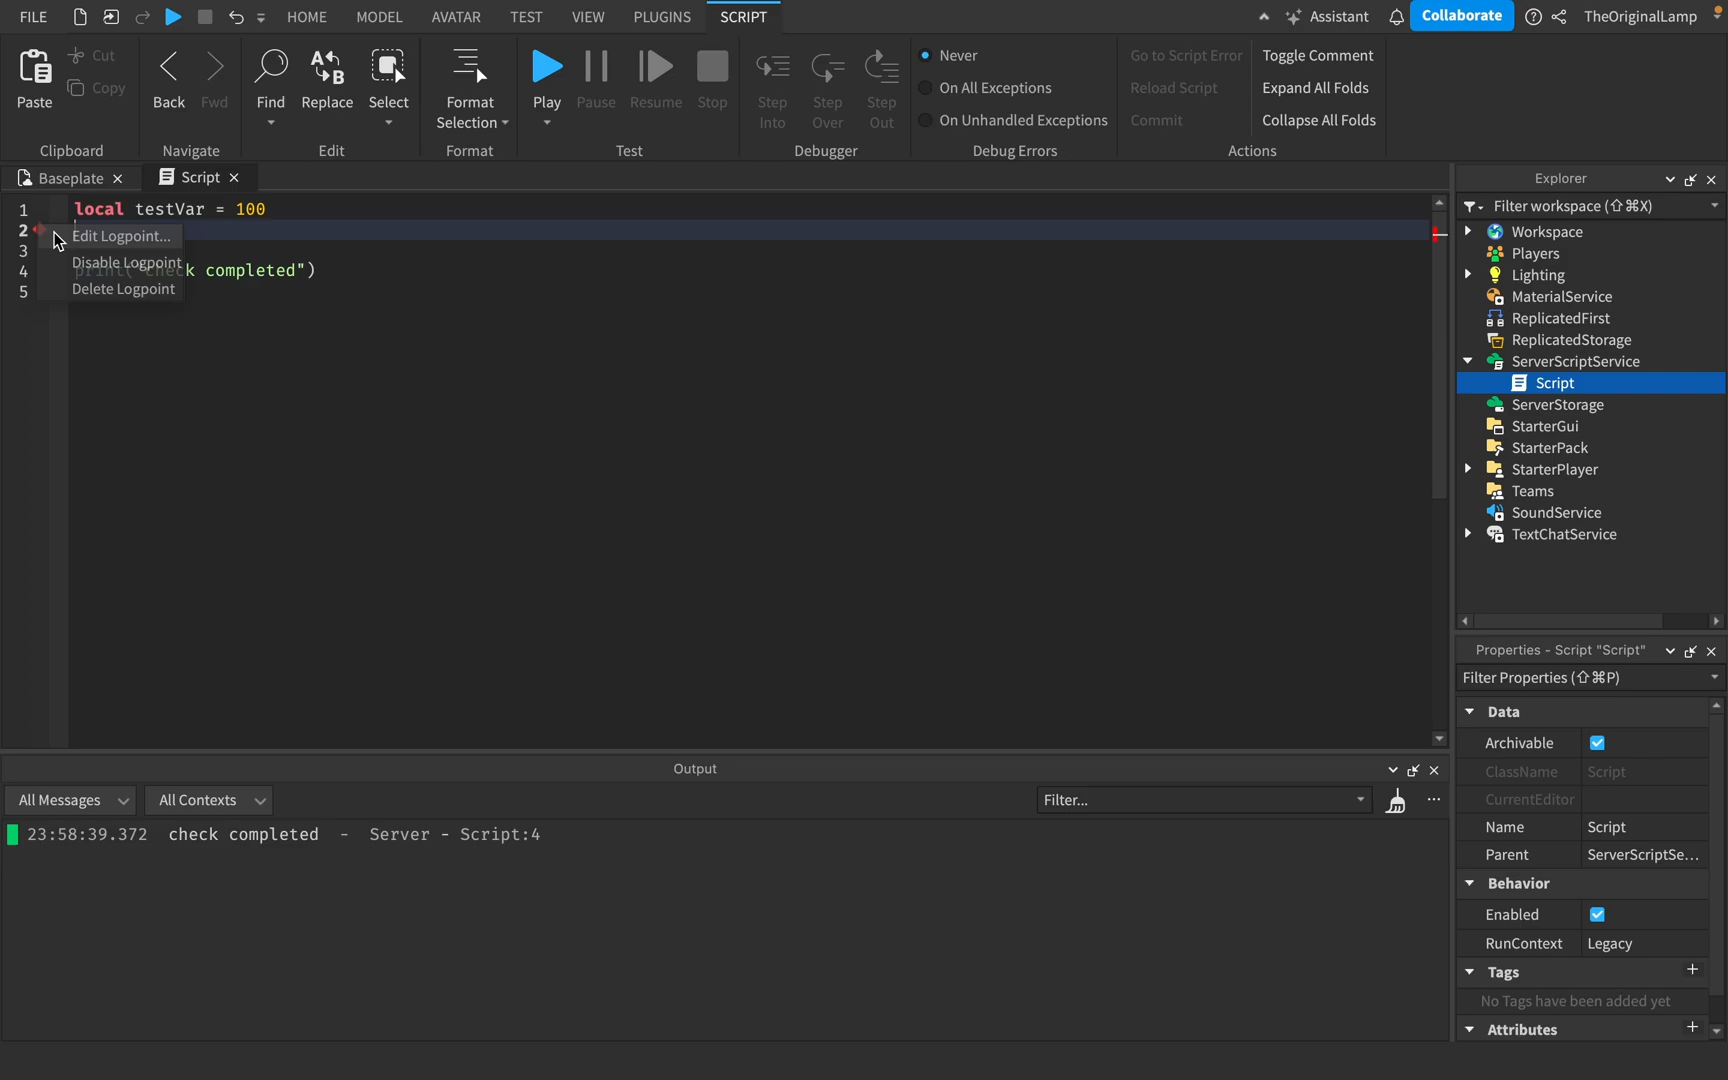 FILE HOME MODEL AVATAR TEST VIEW PLUGINS SCRIPT Assistant Collaborate TheOriginalLamp
Paste Cut Copy
Clipboard
Back Fwd
Navigate
Find Replace Select
Edit
Format Selection
Format
Play Pause Resume Stop
Test
Step Into Step Over Step Out
Debugger
Never
On All Exceptions
On Unhandled Exceptions
Debug Errors
Go to Script Error
Reload Script
Commit
Toggle Comment
Expand All Folds
Collapse All Folds
Actions
Baseplate Script
1 local testVar = 100
2
3
4 print("check completed")
5
Edit Logpoint...
Disable Logpoint
Delete Logpoint
Explorer
Filter workspace (⇧⌘X)
Workspace
Players
Lighting
MaterialService
ReplicatedFirst
ReplicatedStorage
ServerScriptService
Script
ServerStorage
StarterGui
StarterPack
StarterPlayer
Teams
SoundService
TextChatService
Properties - Script "Script"
Filter Properties (⇧⌘P)
Data
Archivable
ClassName Script
CurrentEditor
Name Script
Parent ServerScriptSe...
Behavior
Enabled
RunContext Legacy
Tags +
No Tags have been added yet
Attributes +
Output
All Messages All Contexts Filter... ...
23:58:39.372 check completed - Server - Script:4